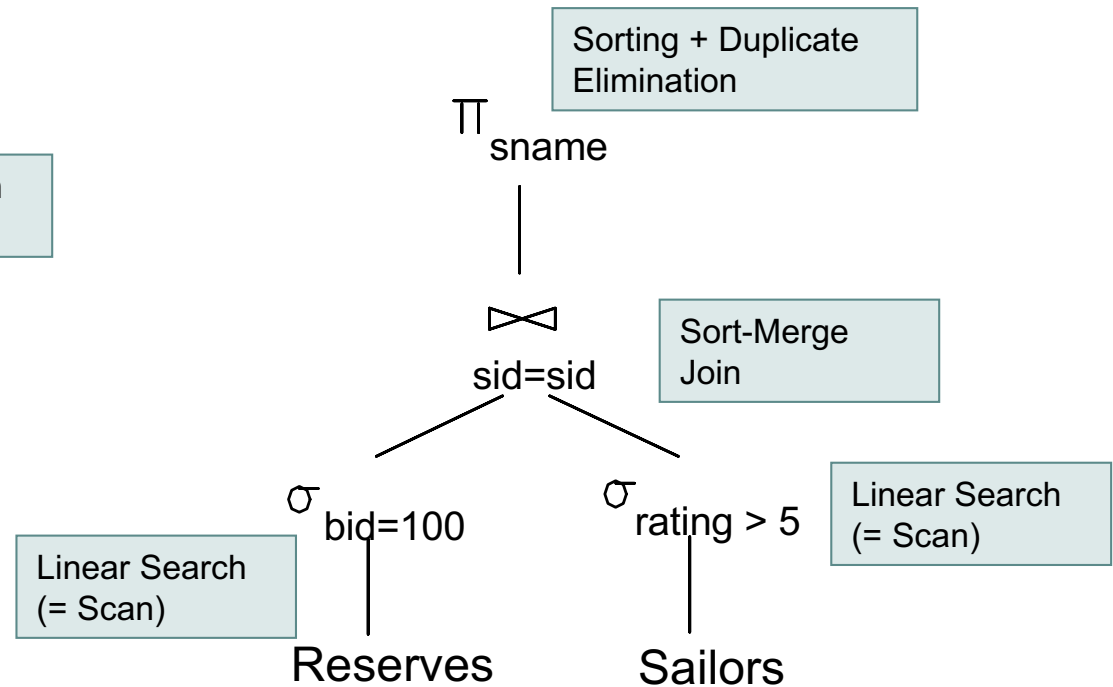 Sorting + Duplicate
Elimination
π
sname
⋈
sid=sid
Sort-Merge
Join
σ
bid=100
σ
rating > 5
Linear Search
(= Scan)
Linear Search
(= Scan)
Reserves
Sailors